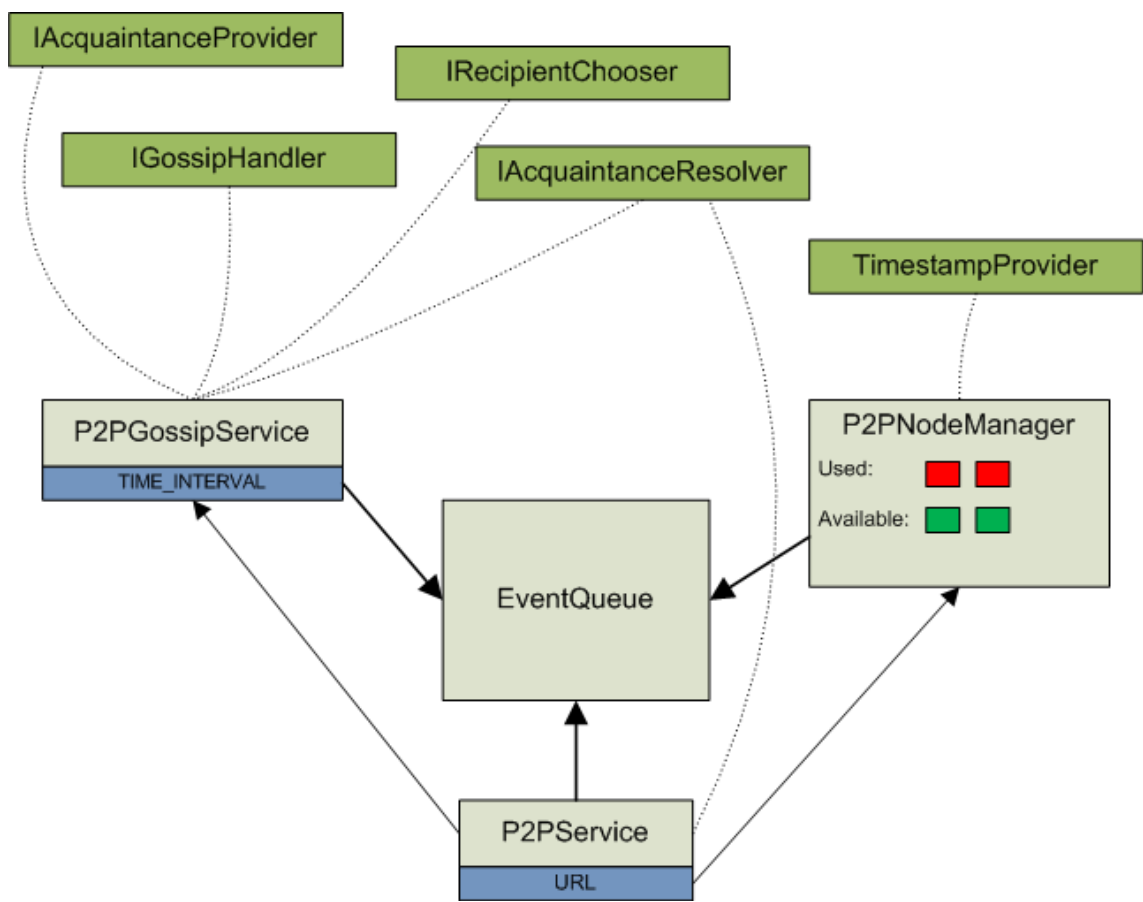 IAcquaintanceProvider
IRecipientChooser
IGossipHandler
IAcquaintanceResolver
TimestampProvider
P2PGossipService
TIME_INTERVAL
P2PNodeManager
Used:
Available:
EventQueue
P2PService
URL